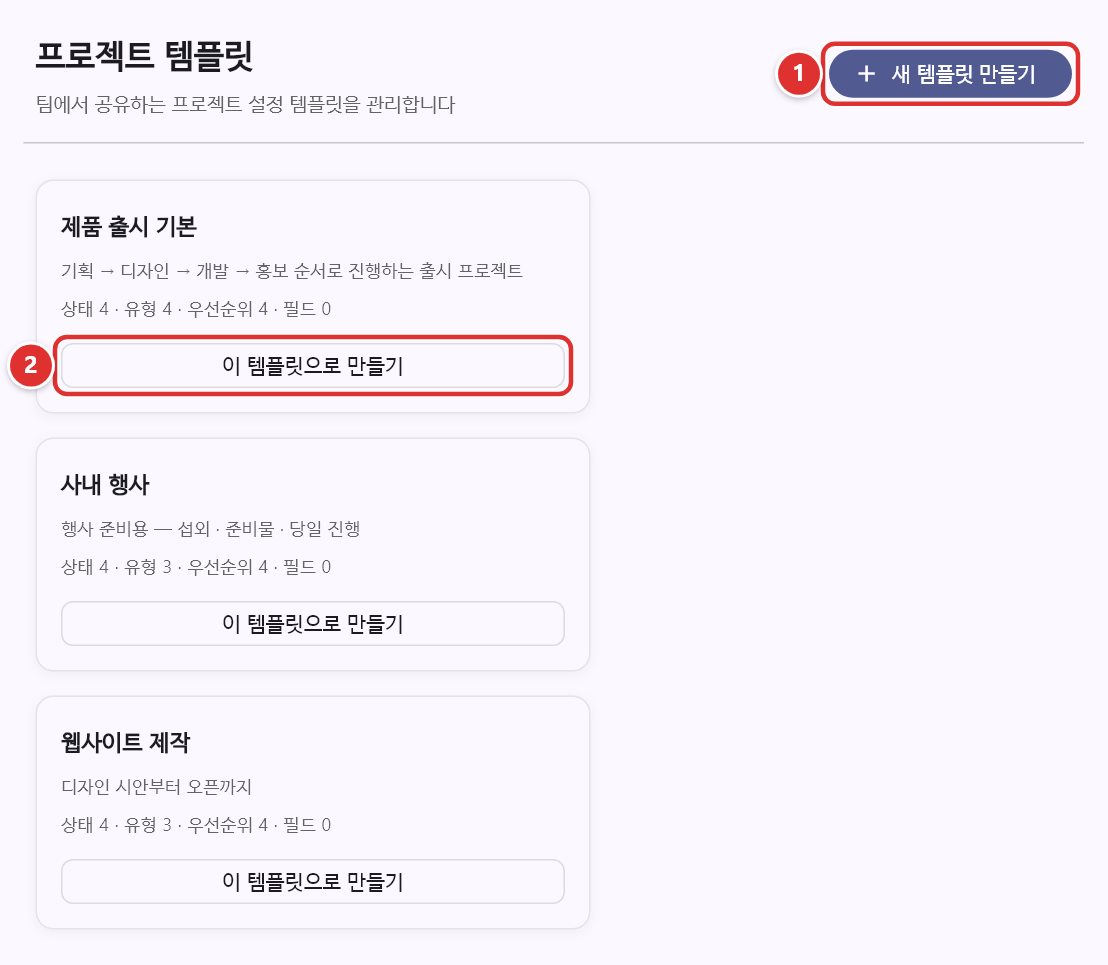 프로젝트 템플릿
팀에서 공유하는 프로젝트 설정 템플릿을 관리합니다
1
+ 새 템플릿 만들기
제품 출시 기본
기획 → 디자인 → 개발 → 홍보 순서로 진행하는 출시 프로젝트
상태 4 · 유형 4 · 우선순위 4 · 필드 0
2
이 템플릿으로 만들기
사내 행사
행사 준비용 — 섭외 · 준비물 · 당일 진행
상태 4 · 유형 3 · 우선순위 4 · 필드 0
이 템플릿으로 만들기
웹사이트 제작
디자인 시안부터 오픈까지
상태 4 · 유형 3 · 우선순위 4 · 필드 0
이 템플릿으로 만들기